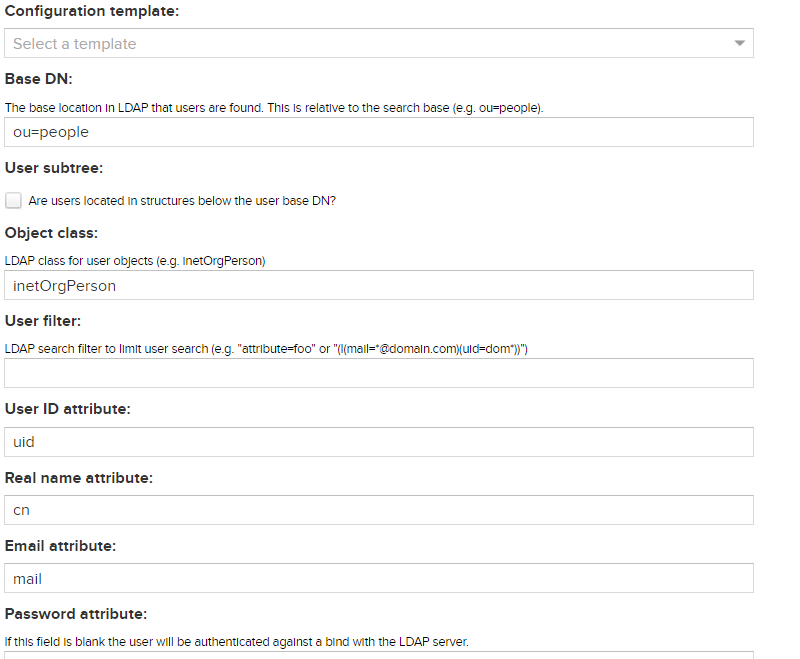 Configuration template:
Select a template
Base DN:
The base location in LDAP that users are found. This is relative to the search base (e.g. ou=people).
ou=people
User subtree:
Are users located in structures below the user base DN?
Object class:
LDAP class for user objects (e.g. inetOrgPerson)
inetOrgPerson
User filter:
LDAP search filter to limit user search (e.g. "attribute=foo" or "(|(mail=*@domain.com)(uid=dom*))")
User ID attribute:
uid
Real name attribute:
cn
Email attribute:
mail
Password attribute:
If this field is blank the user will be authenticated against a bind with the LDAP server.